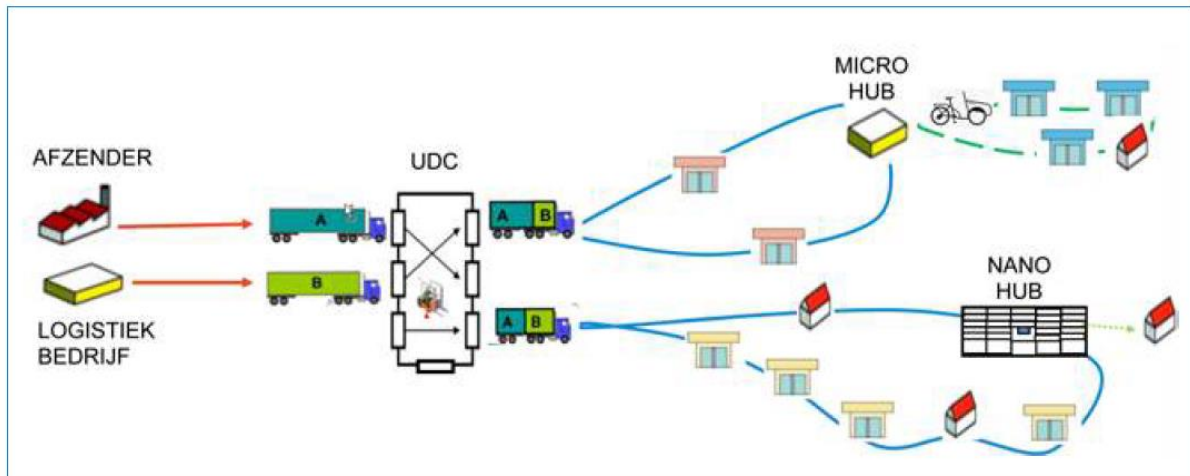 MICRO
HUB
AFZENDER
UDC
A
A B
B
NANO
HUB
A B
LOGISTIEK
BEDRIJF